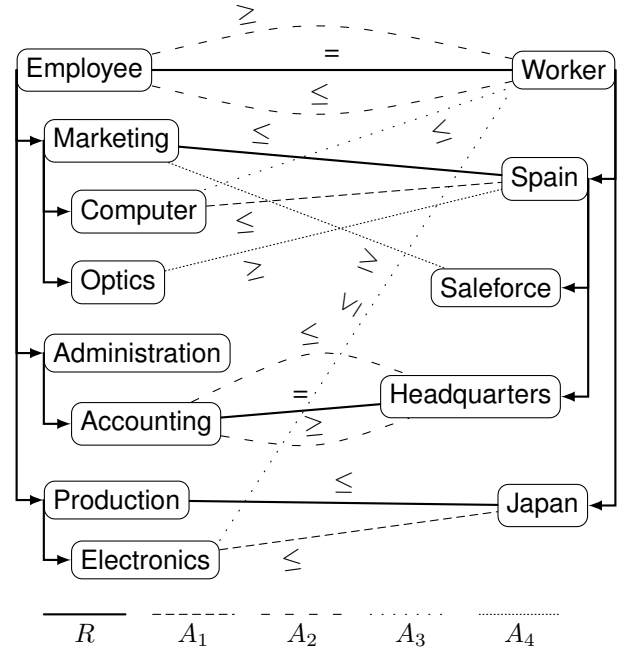 ≥
Employee = Worker
≤
Marketing ≤ ≤
Spain
Computer
≤
Optics ≥ ≥
Saleforce
≤
≤
Administration
Headquarters
Accounting =
≥
Production ≤ Japan
Electronics ≤
R A1 A2 A3 A4